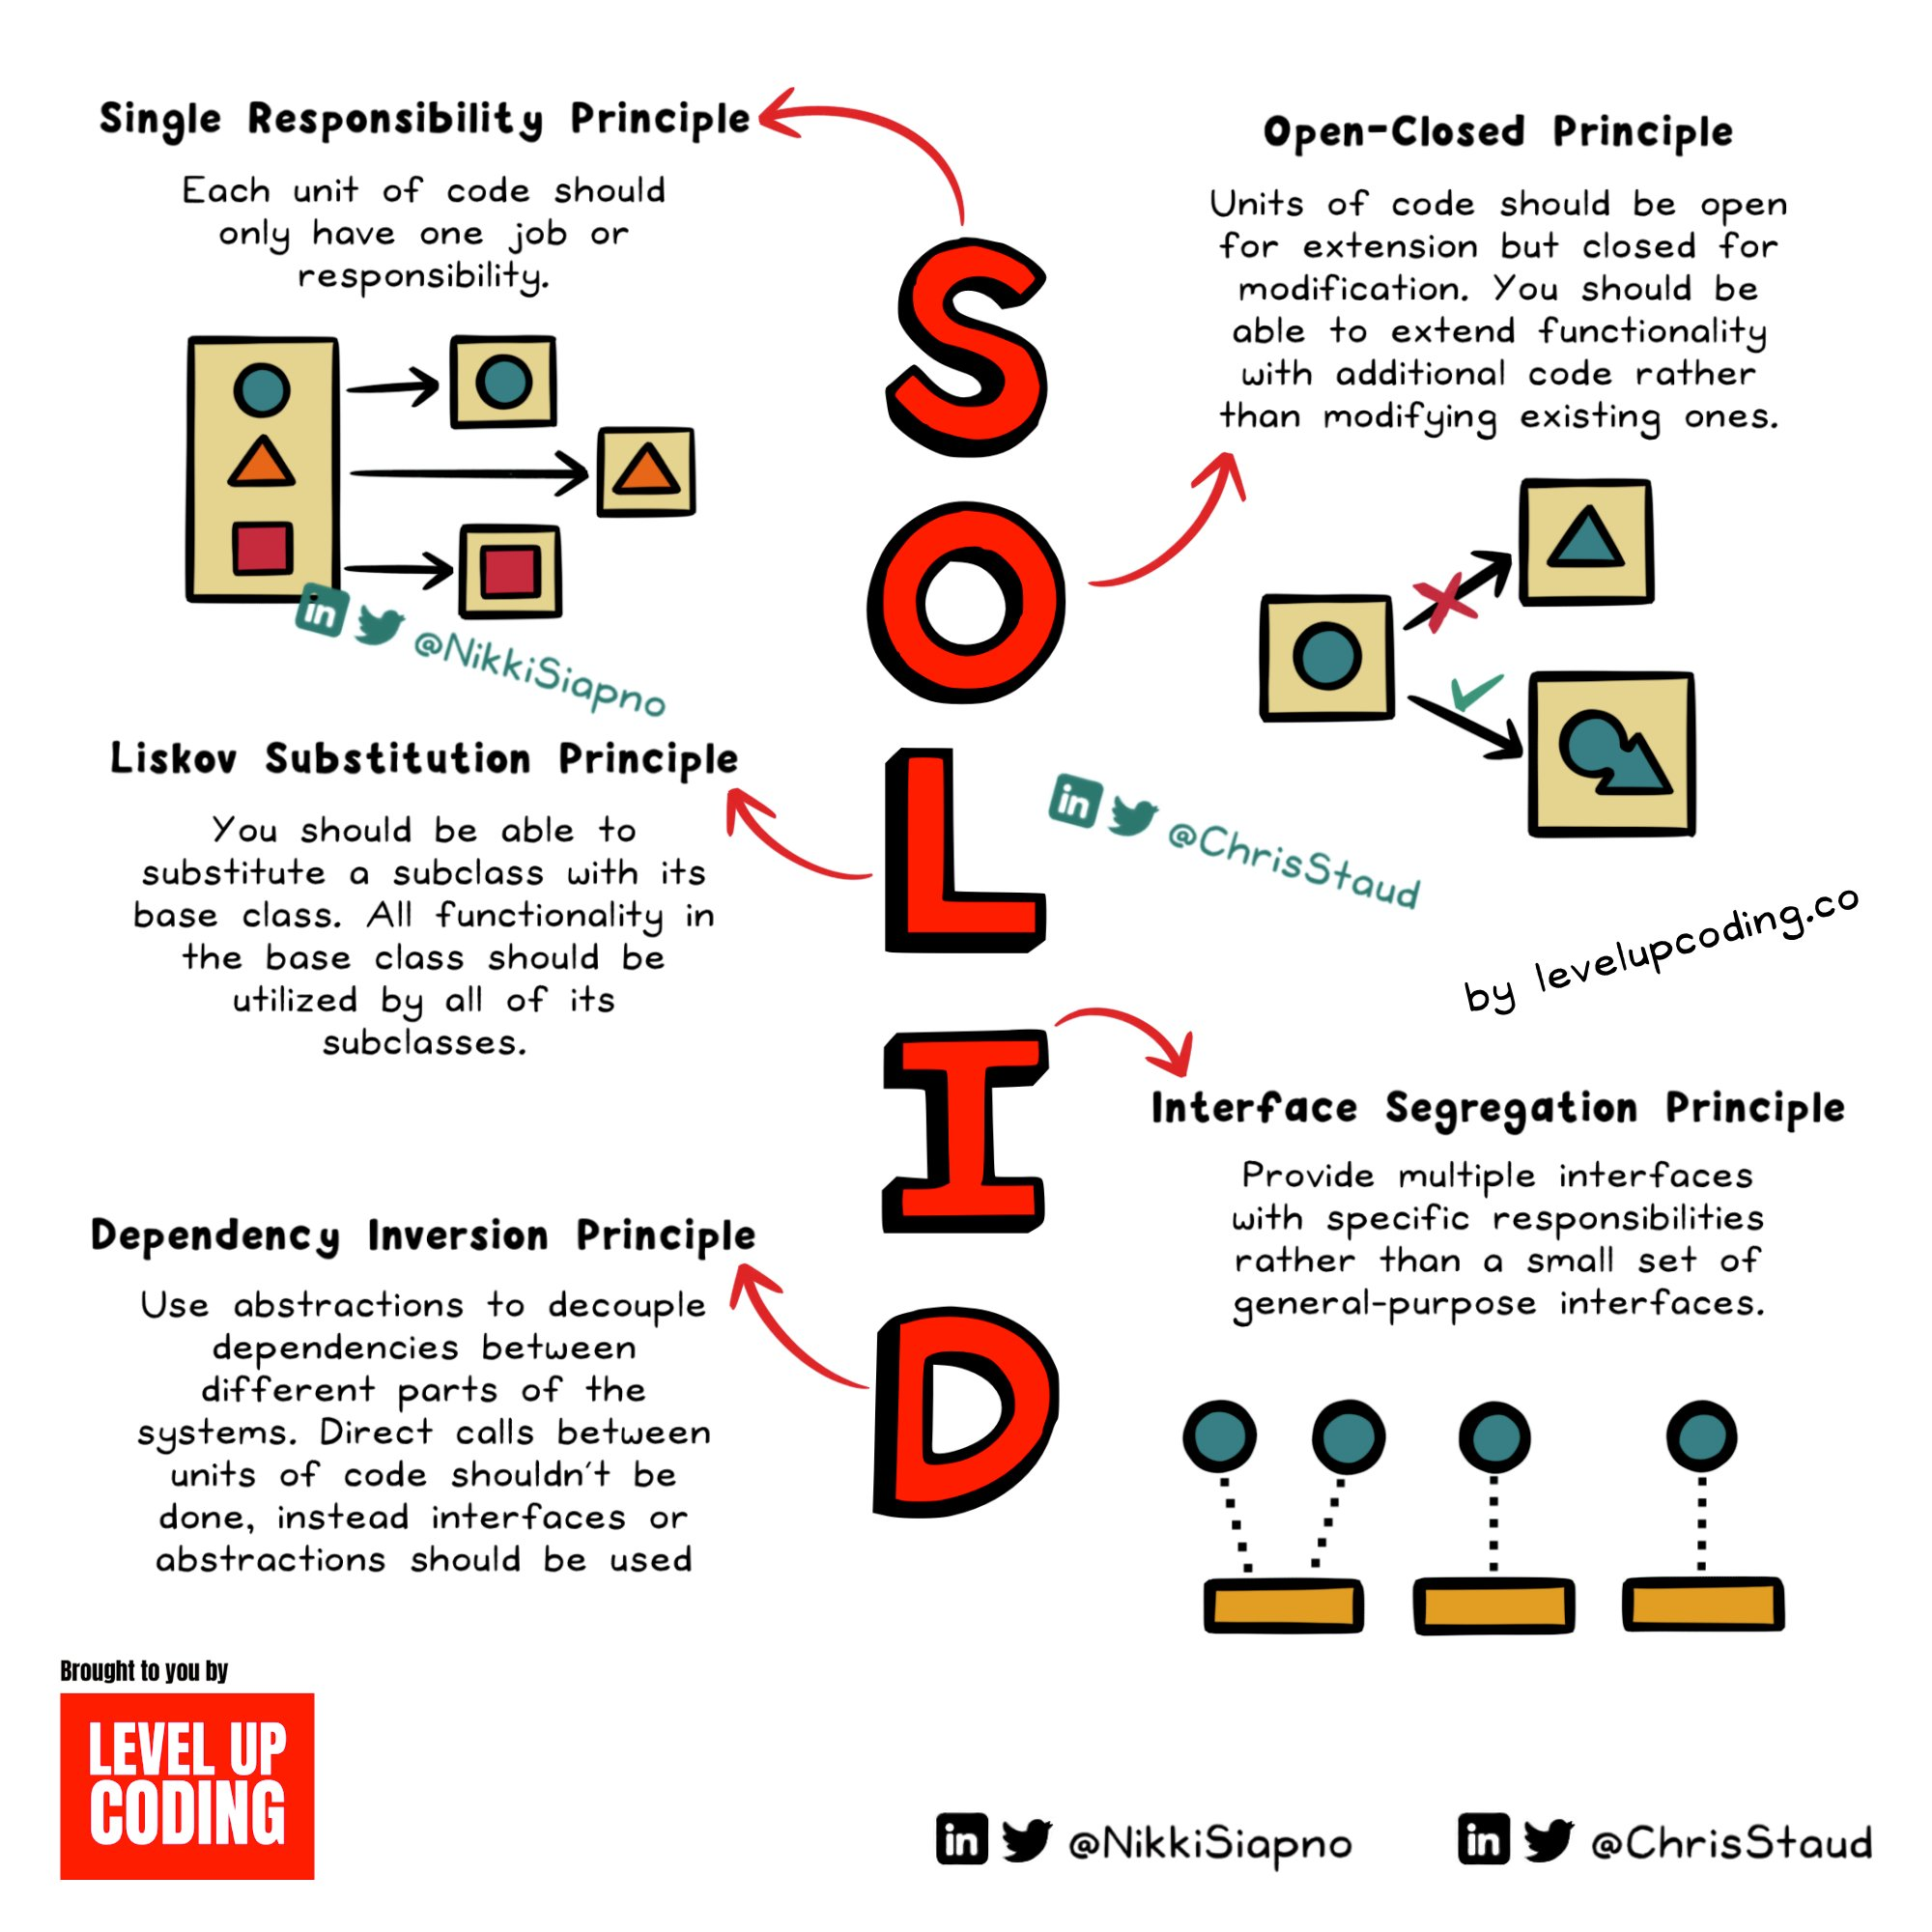 Single Responsibility Principle
Each unit of code should
only have one job or
responsibility.
@NikkiSiapno
Open-Closed Principle
Units of code should be open
for extension but closed for
modification. You should be
able to extend functionality
with additional code rather
than modifying existing ones.
S
O
L
I
D
Liskov Substitution Principle
You should be able to
substitute a subclass with its
base class. All functionality in
the base class should be
utilized by all of its
subclasses.
@ChrisStaud
by levelupcoding.co
Interface Segregation Principle
Provide multiple interfaces
with specific responsibilities
rather than a small set of
general-purpose interfaces.
Dependency Inversion Principle
Use abstractions to decouple
dependencies between
different parts of the
systems. Direct calls between
units of code shouldn't be
done, instead interfaces or
abstractions should be used
Brought to you by
LEVEL UP
CODING
in @NikkiSiapno
in @ChrisStaud